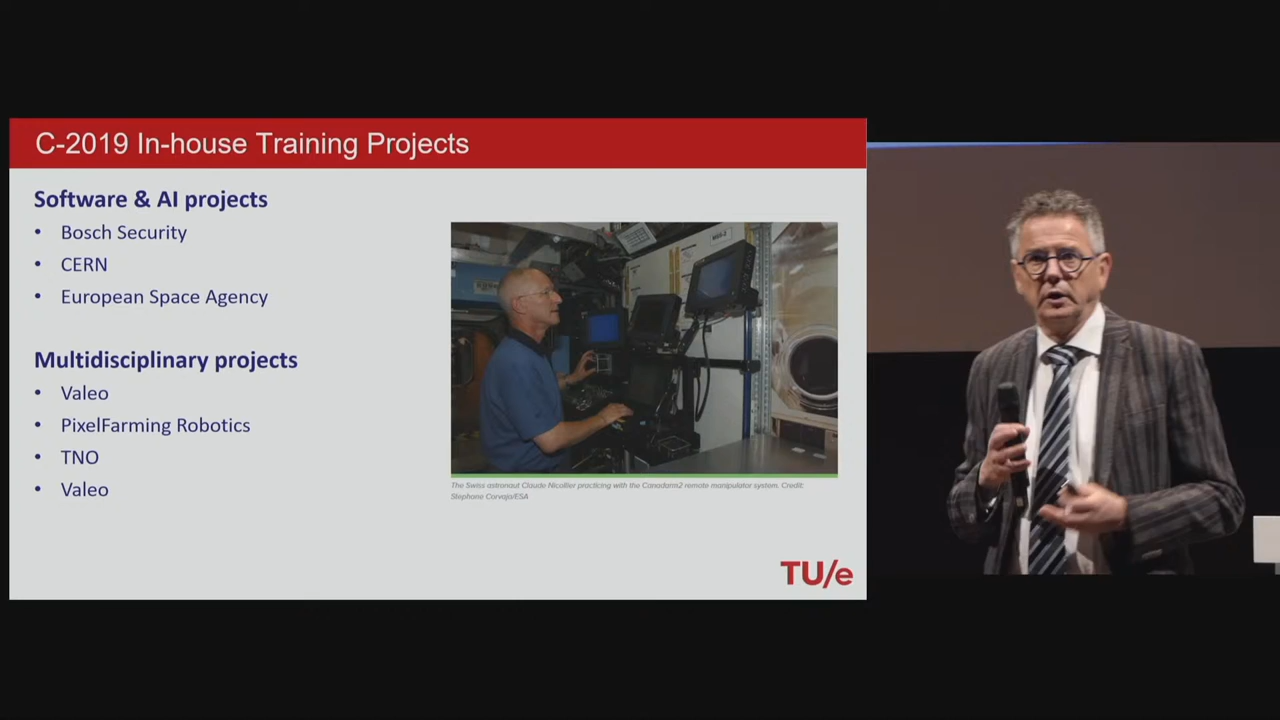 C-2019 In-house Training Projects
Software & AI projects
• Bosch Security
• CERN
• European Space Agency
Multidisciplinary projects
• Valeo
• PixelFarming Robotics
• TNO
• Valeo
The Swiss astronaut Claude Nicollier practicing with the Canadarm2 remote manipulator system. Credit:
Stephane Corvaja/ESA
TU/e